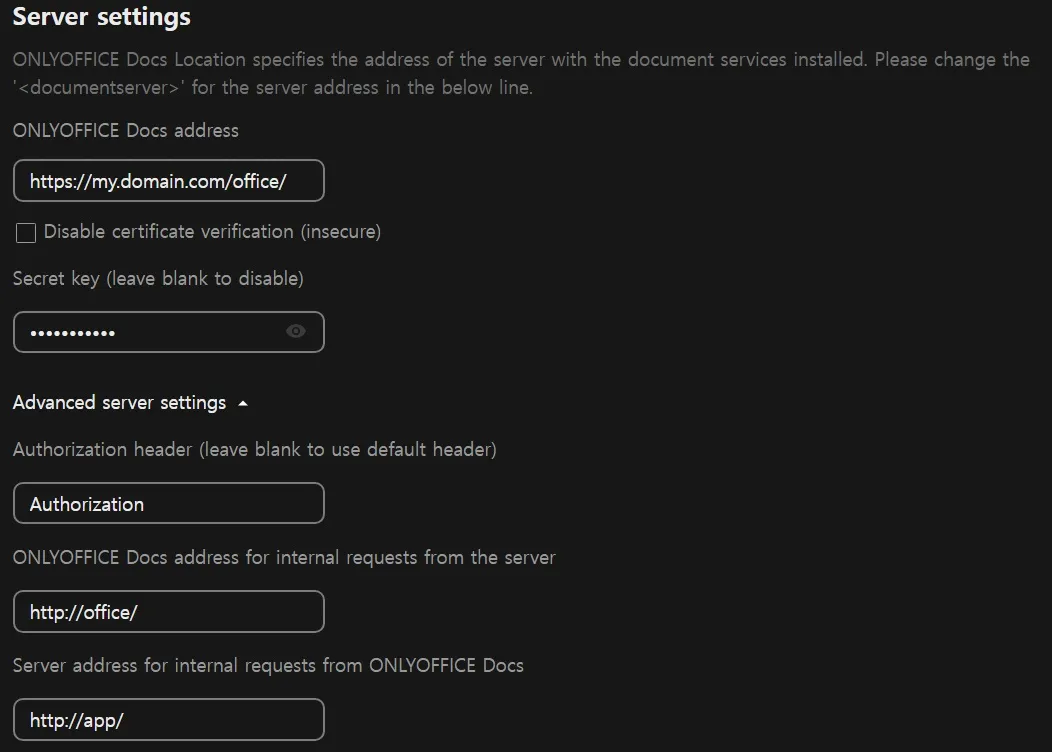 Server settings
ONLYOFFICE Docs Location specifies the address of the server with the document services installed. Please change the
'<documentserver>' for the server address in the below line.
ONLYOFFICE Docs address
https://my.domain.com/office/
Disable certificate verification (insecure)
Secret key (leave blank to disable)
•••••••••••
Advanced server settings
Authorization header (leave blank to use default header)
Authorization
ONLYOFFICE Docs address for internal requests from the server
http://office/
Server address for internal requests from ONLYOFFICE Docs
http://app/